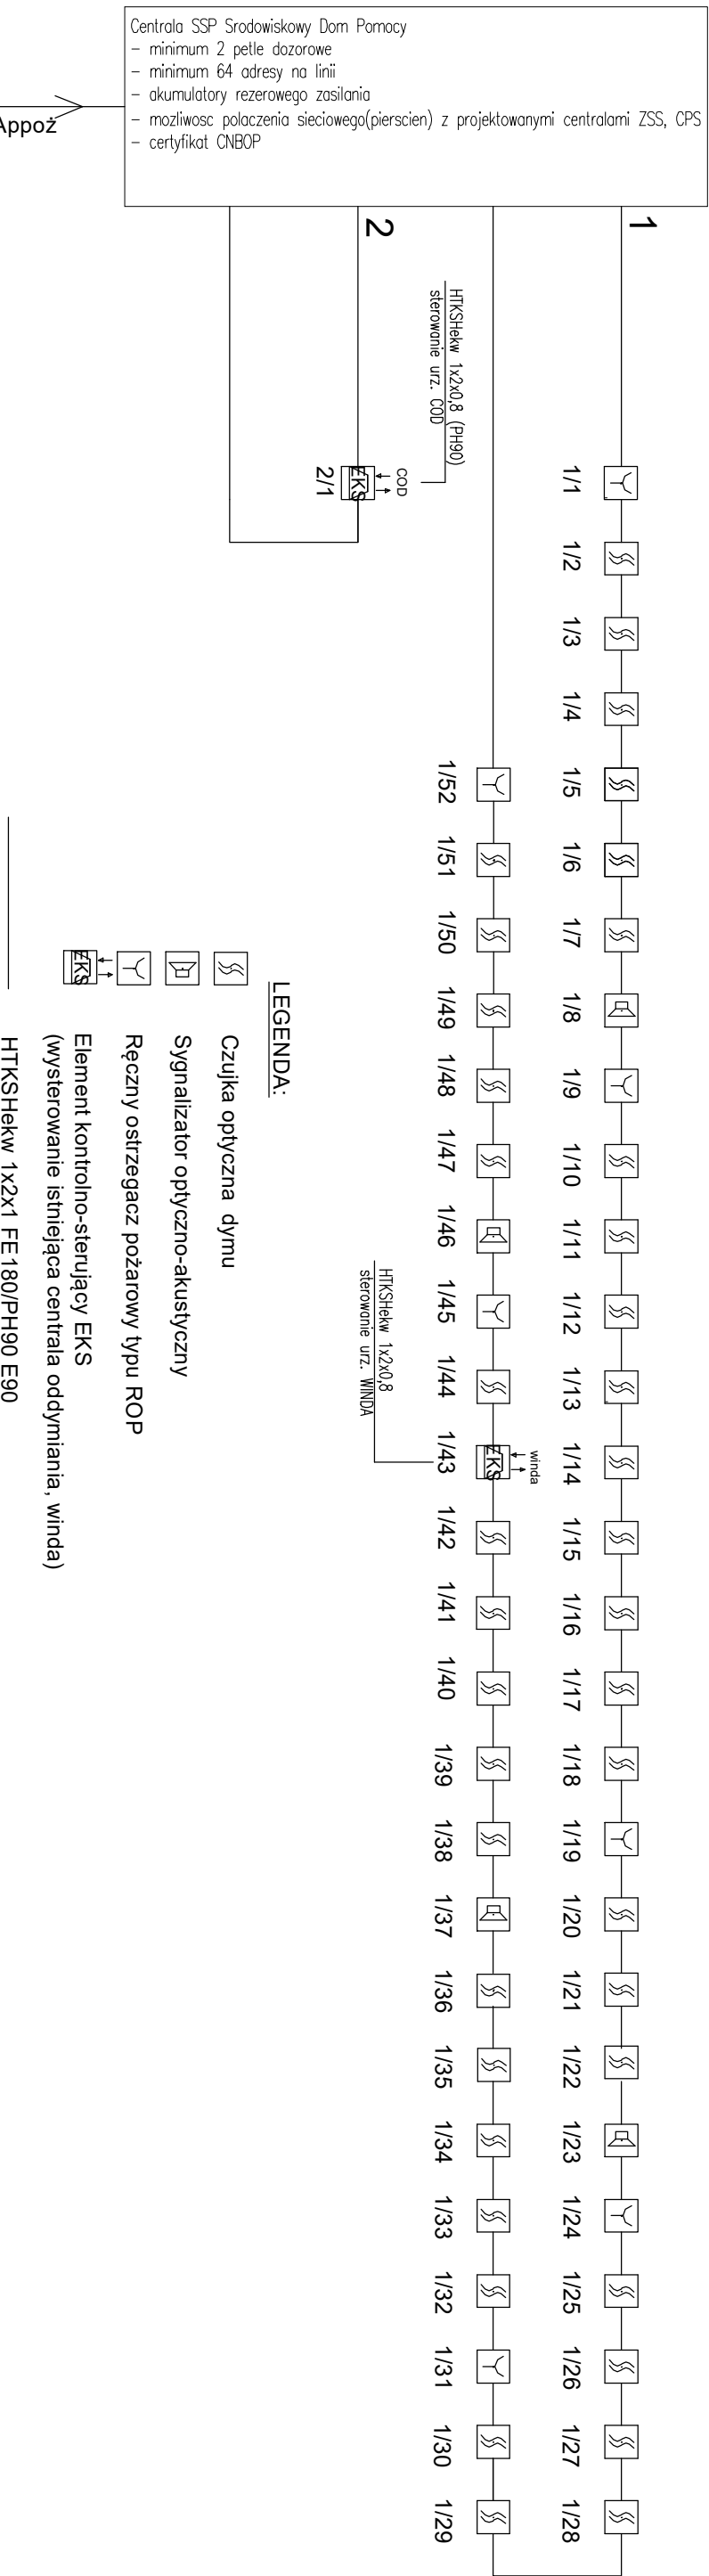 Centrala SSP Srodowiskowy Dom Pomocy
- minimum 2 petle dozorowe
- minimum 64 adresy na linii
- akumulatory rezerowego zasilania
- mozliwosc polaczenia sieciowego(pierscien) z projektowanymi centralami ZSS, CPS
- certyfikat CNBOP
Appoż
1
2
HTKSHekw 1x2x0,8 (PH90)
sterowanie urz. COD
COD
EKS
2/1
1/1
1/2
1/3
1/4
1/5
1/6
1/7
1/8
1/9
1/10
1/11
1/12
1/13
1/14
1/15
1/16
1/17
1/18
1/19
1/20
1/21
1/22
1/23
1/24
1/25
1/26
1/27
1/28
1/52
1/51
1/50
1/49
1/48
1/47
1/46
1/45
1/44
1/43
1/42
1/41
1/40
1/39
1/38
1/37
1/36
1/35
1/34
1/33
1/32
1/31
1/30
1/29
winda
EKS
HTKSHekw 1x2x0,8
sterowanie urz. WINDA
LEGENDA:
Czujka optyczna dymu
Sygnalizator optyczno-akustyczny
Ręczny ostrzegacz pożarowy typu ROP
EKS
Element kontrolno-sterujący EKS
(wysterowanie istniejąca centrala oddymiania, winda)
HTKSHekw 1x2x1 FE180/PH90 E90